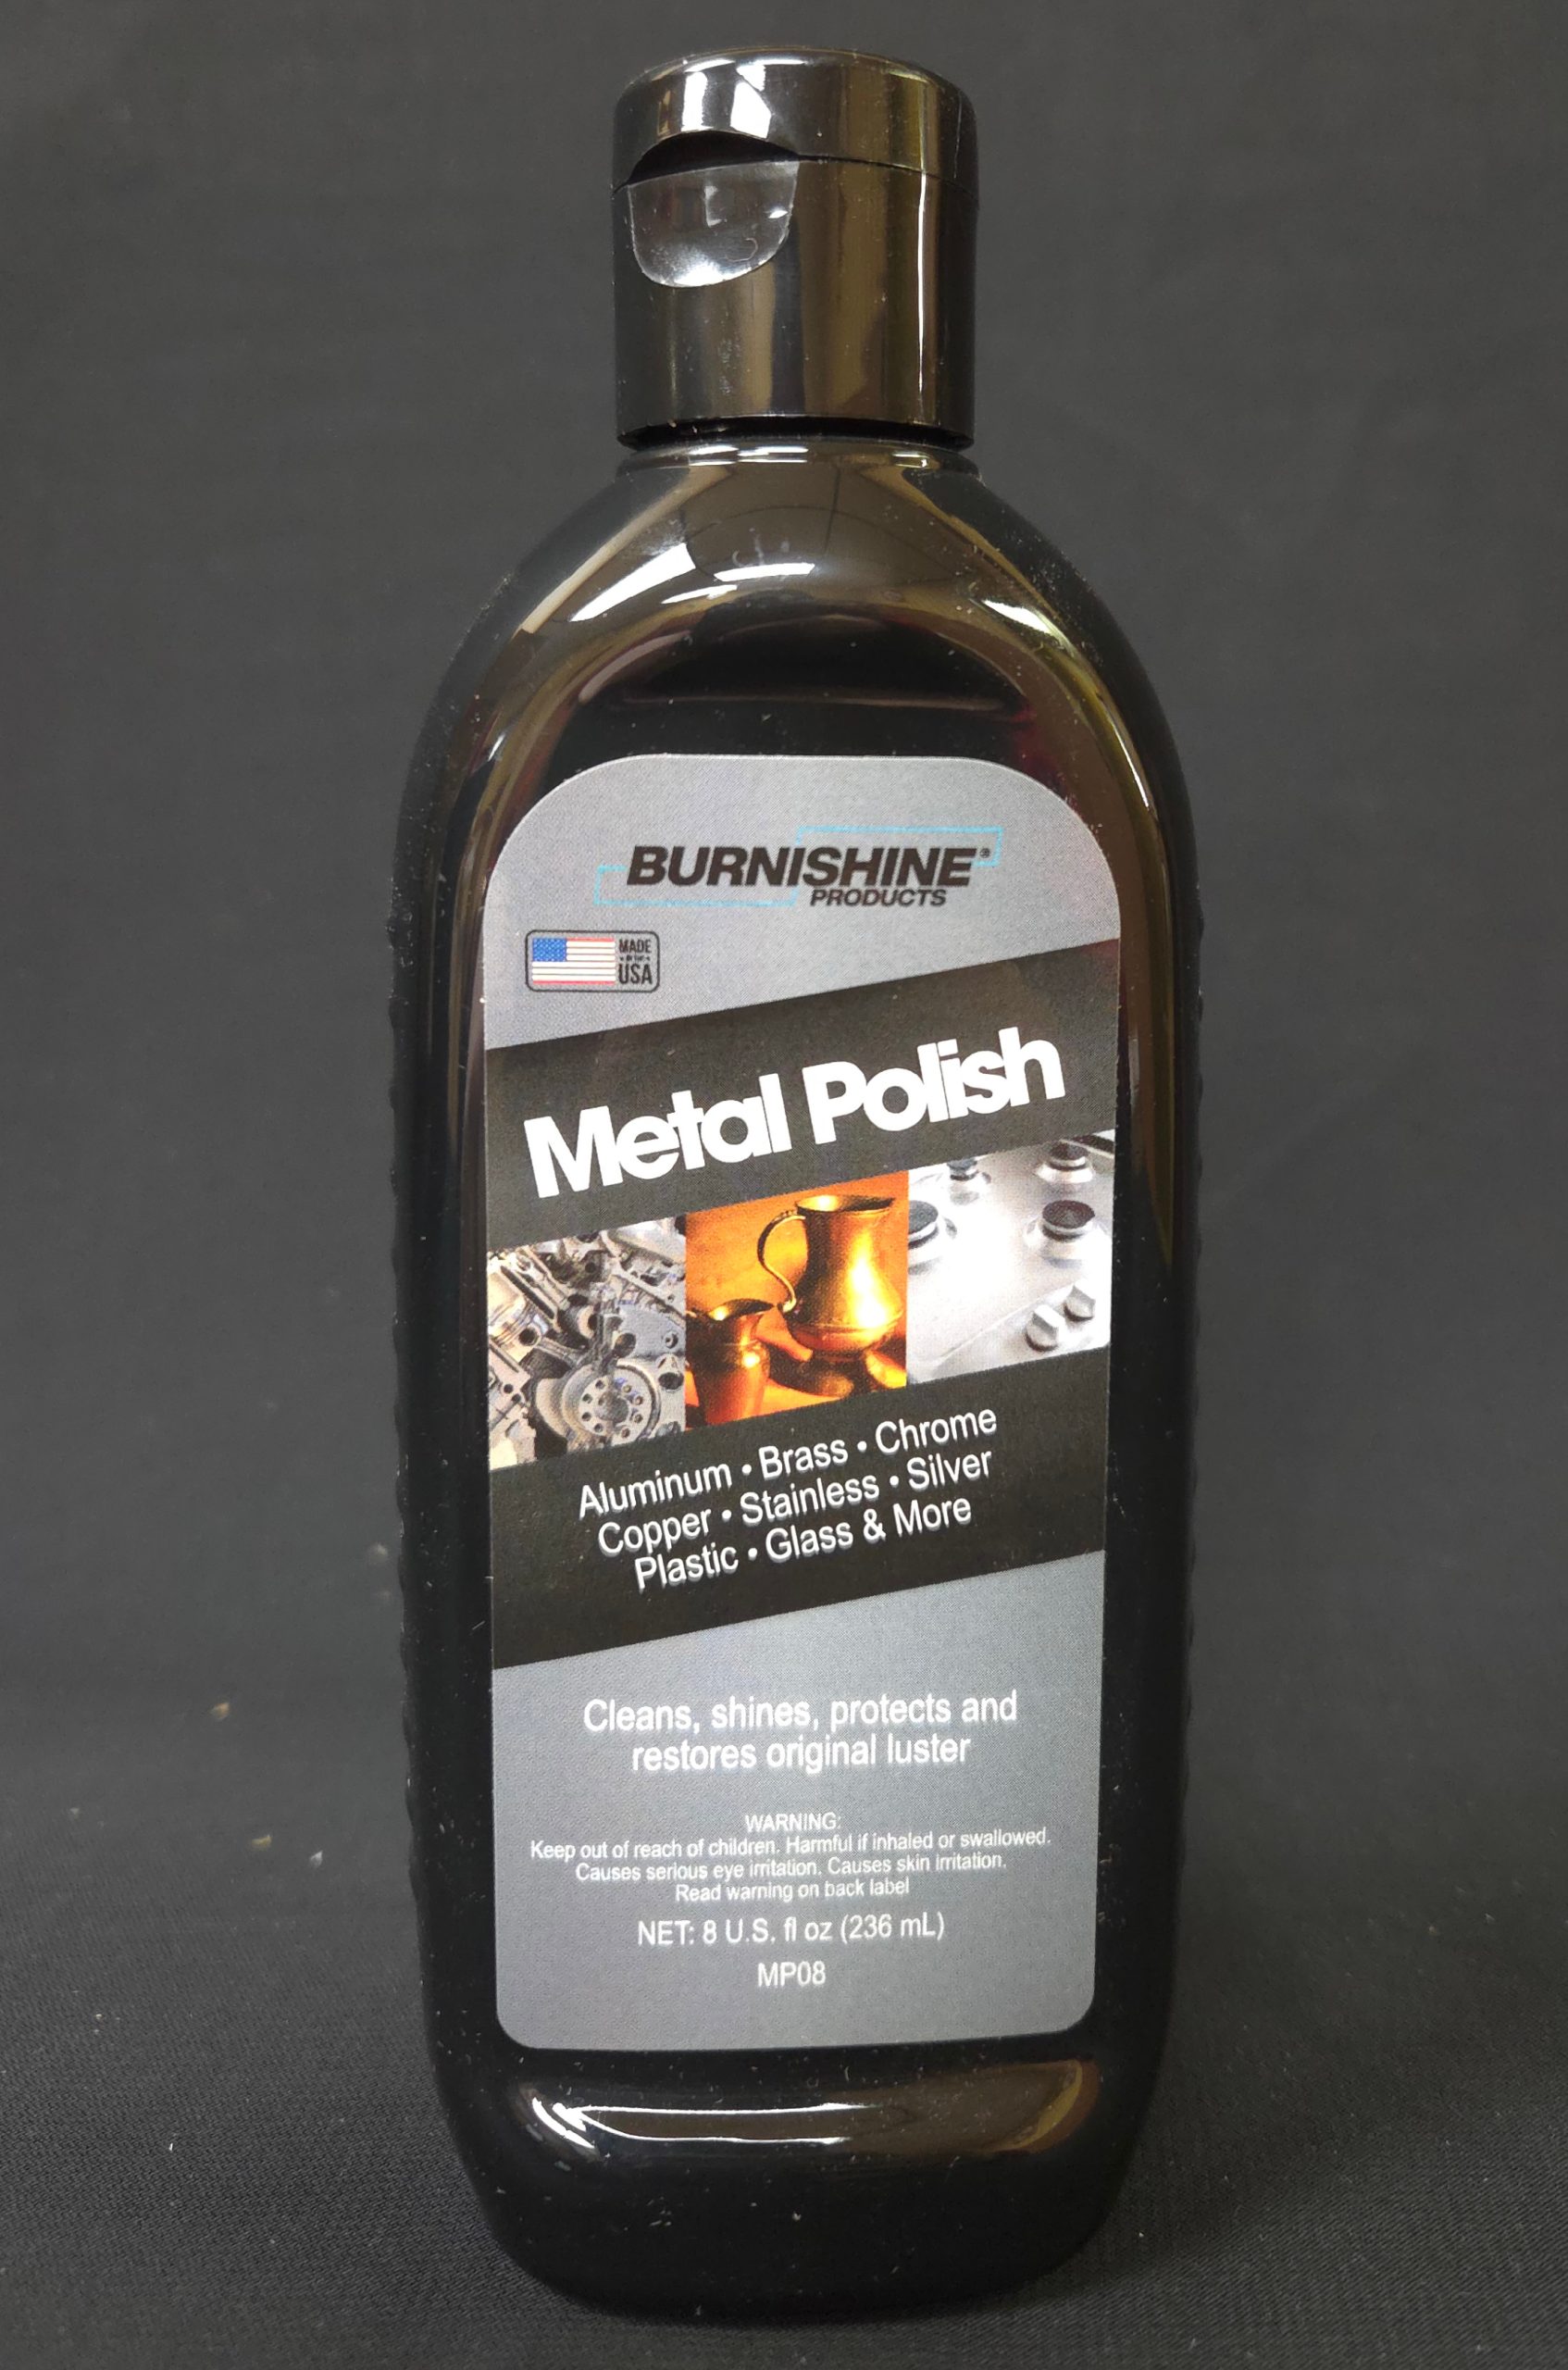 BURNISHINE®
PRODUCTS
MADE
IN THE
USA
Metal Polish
Aluminum • Brass • Chrome
Copper • Stainless • Silver
Plastic • Glass & More
Cleans, shines, protects and
restores original luster
WARNING:
Keep out of reach of children. Harmful if inhaled or swallowed.
Causes serious eye irritation. Causes skin irritation.
Read warning on back label
NET: 8 U.S. fl oz (236 mL)
MP08